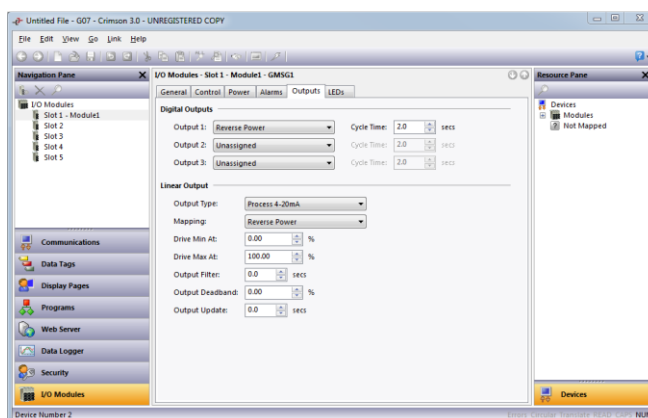 Untitled File - G07 - Crimson 3.0 - UNREGISTERED COPY
File Edit View Go Link Help
Navigation Pane
I/O Modules - Slot 1 - Module1 - GMSG1
Resource Pane
I/O Modules
Slot 1 - Module1
Slot 2
Slot 3
Slot 4
Slot 5
General Control Power Alarms Outputs LEDs
Digital Outputs
Output 1: Reverse Power Cycle Time: 2.0 secs
Output 2: Unassigned Cycle Time: 2.0 secs
Output 3: Unassigned Cycle Time: 2.0 secs
Linear Output
Output Type: Process 4-20mA
Mapping: Reverse Power
Drive Min At: 0.00 %
Drive Max At: 100.00 %
Output Filter: 0.0 secs
Output Deadband: 0.00 %
Output Update: 0.0 secs
Devices
Modules
Not Mapped
Communications
Data Tags
Display Pages
Programs
Web Server
Data Logger
Security
I/O Modules
Devices
Device Number 2
Errors Circular Translate READ CAPS NUM